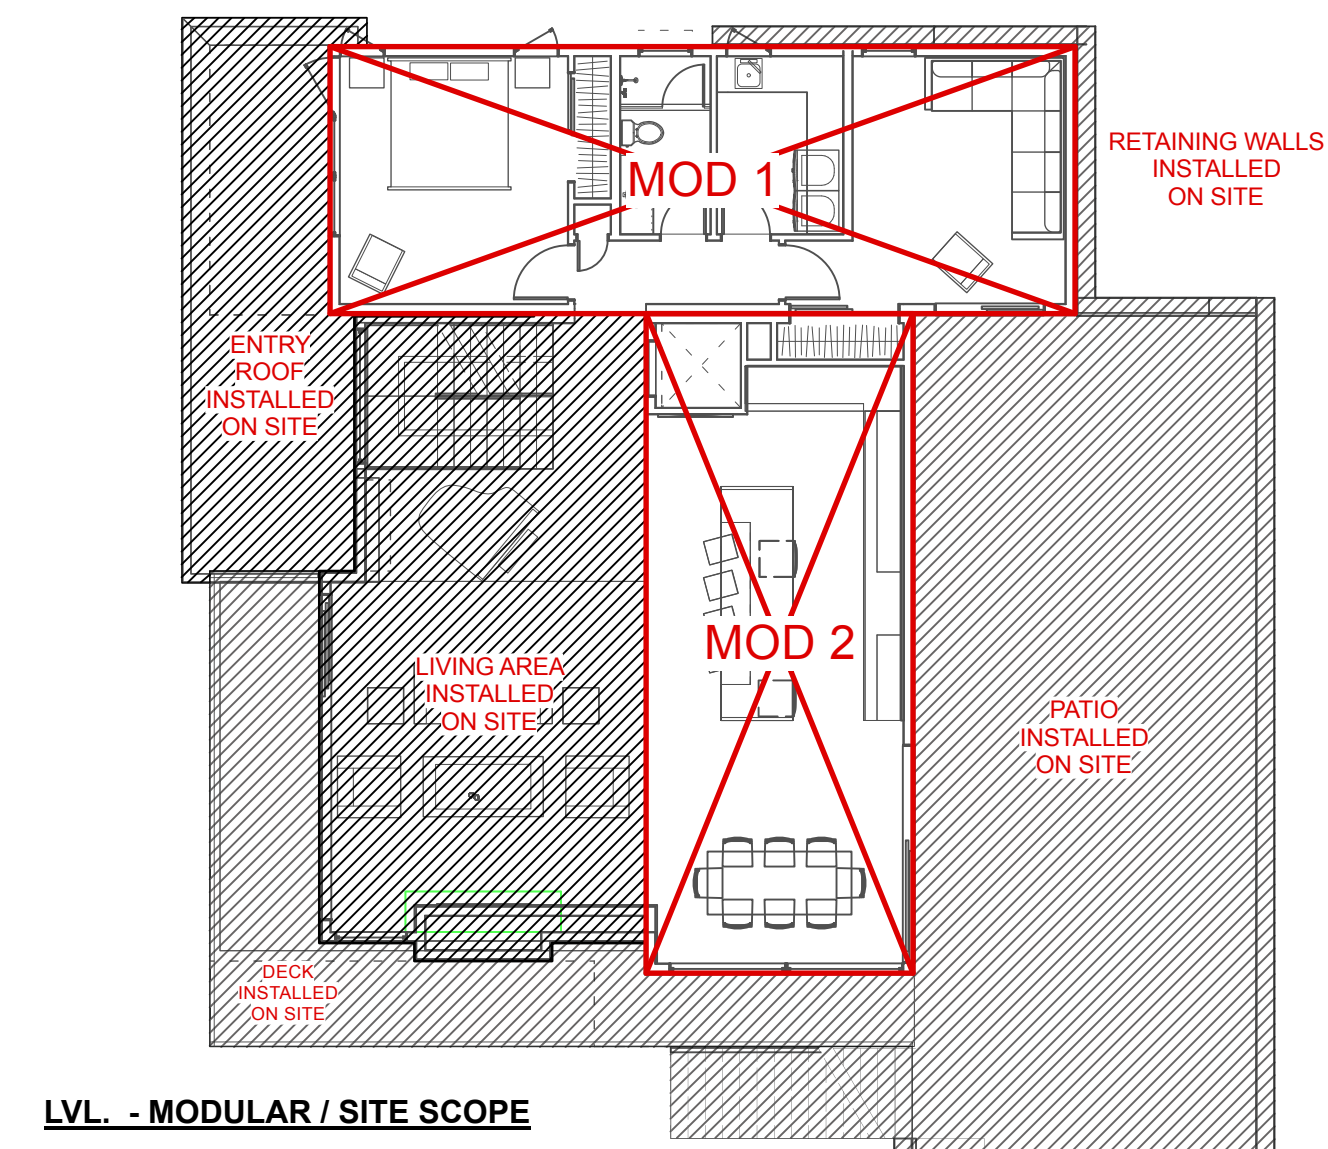 MOD 1
RETAINING WALLS
INSTALLED
ON SITE
ENTRY
ROOF
INSTALLED
ON SITE
MOD 2
LIVING AREA
INSTALLED
ON SITE
PATIO
INSTALLED
ON SITE
DECK
INSTALLED
ON SITE
LVL. - MODULAR / SITE SCOPE